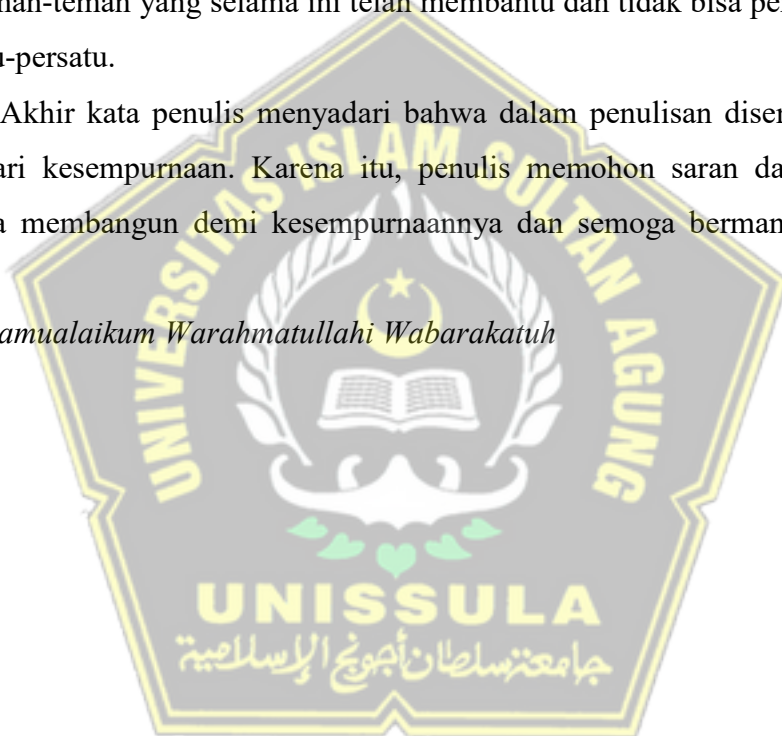 man-teman yang selama ini telah membantu dan tidak bisa pe
u-persatu.
Akhir kata penulis menyadari bahwa dalam penulisan diser
ari kesempurnaan. Karena itu, penulis memohon saran da
a membangun demi kesempurnaannya dan semoga berman
amualaikum Warahmatullahi Wabarakatuh
UNIVERSITAS ISLAM SULTAN AGUNG
UNISSULA
جامعة سلطان أجونج الإسلامية